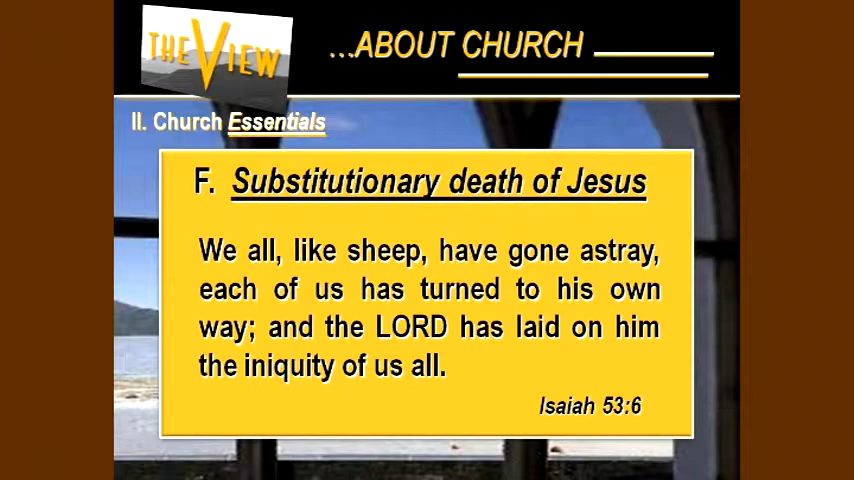 THE VIEW
...ABOUT CHURCH
II. Church Essentials
F. Substitutionary death of Jesus
We all, like sheep, have gone astray,
each of us has turned to his own
way; and the LORD has laid on him
the iniquity of us all.
Isaiah 53:6